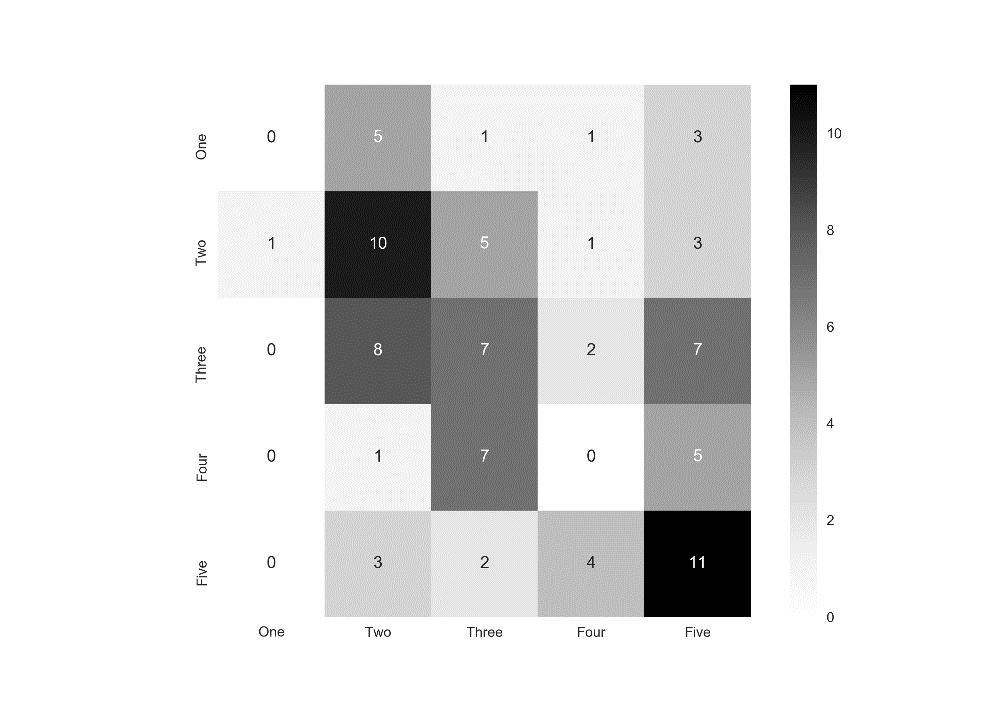 One 0 5 1 1 3
Two 1 10 5 1 3
Three 0 8 7 2 7
Four 0 1 7 0 5
Five 0 3 2 4 11
One Two Three Four Five
10
8
6
4
2
0